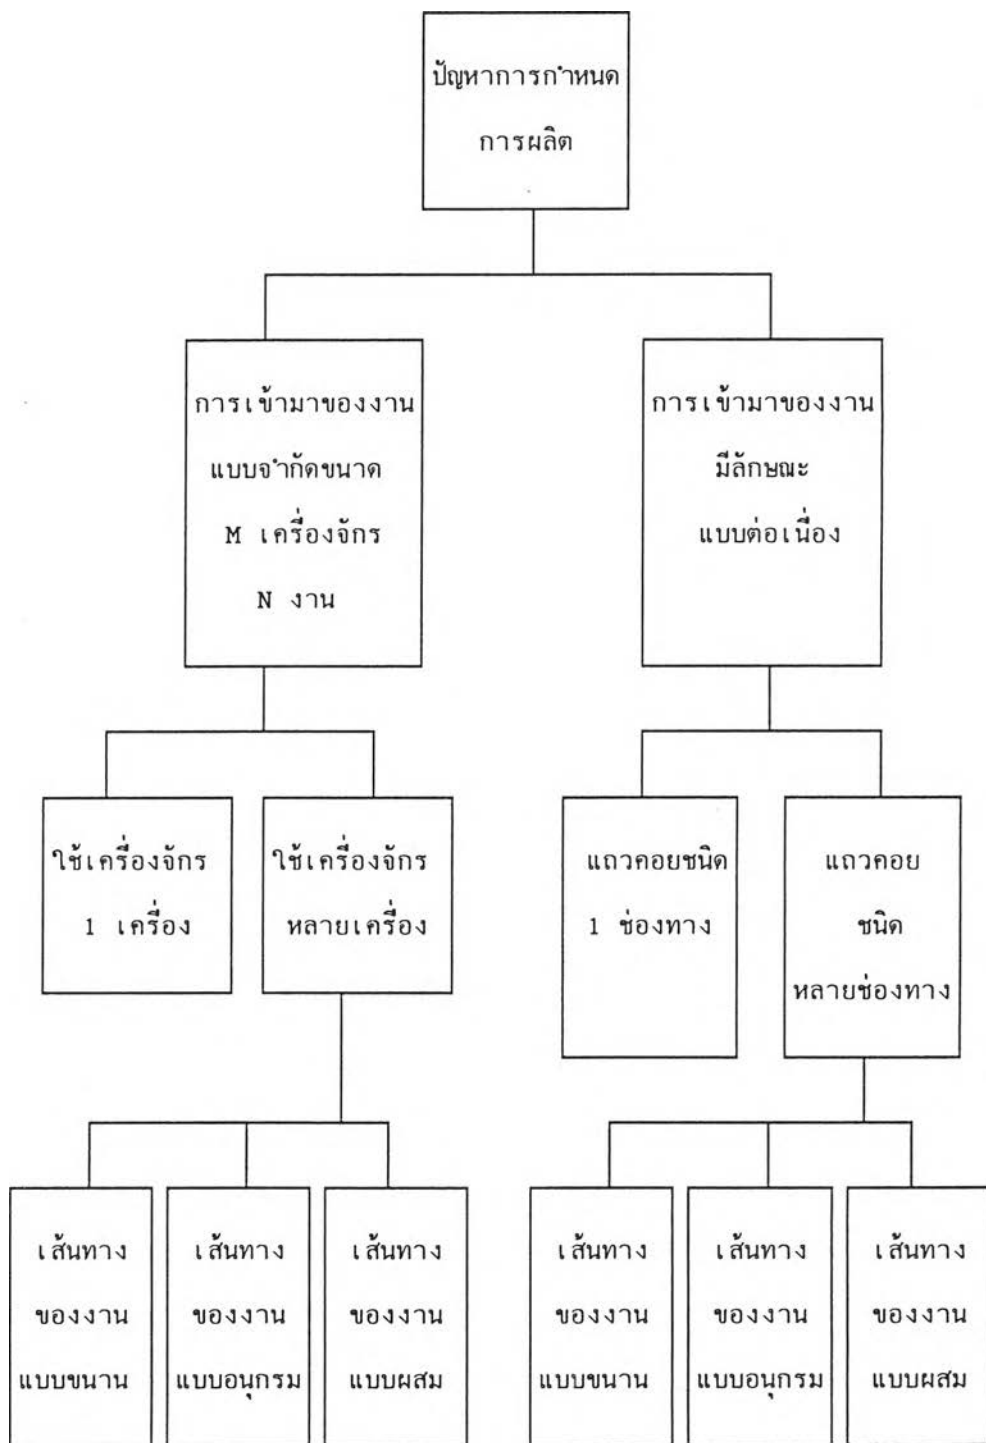 ปัญหาการกำหนด
การผลิต
การเข้ามาของงาน
แบบจำกัดขนาด
M เครื่องจักร
N งาน
การเข้ามาของงาน
มีลักษณะ
แบบต่อเนื่อง
ใช้เครื่องจักร
1 เครื่อง
ใช้เครื่องจักร
หลายเครื่อง
แถวคอยชนิด
1 ช่องทาง
แถวคอย
ชนิด
หลายช่องทาง
เส้นทาง
ของงาน
แบบขนาน
เส้นทาง
ของงาน
แบบอนุกรม
เส้นทาง
ของงาน
แบบผสม
เส้นทาง
ของงาน
แบบขนาน
เส้นทาง
ของงาน
แบบอนุกรม
เส้นทาง
ของงาน
แบบผสม